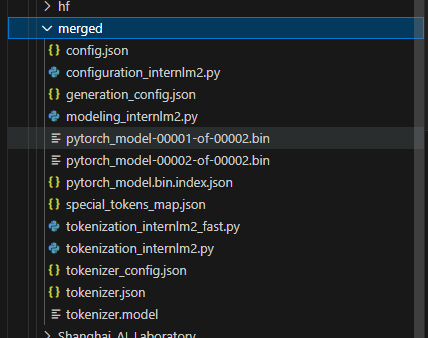 hf
merged
config.json
configuration_internlm2.py
generation_config.json
modeling_internlm2.py
pytorch_model-00001-of-00002.bin
pytorch_model-00002-of-00002.bin
pytorch_model.bin.index.json
special_tokens_map.json
tokenization_internlm2_fast.py
tokenization_internlm2.py
tokenizer_config.json
tokenizer.json
tokenizer.model
Shanghai_AI_Laboratory